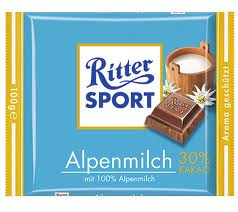 Ritter
SPORT
100g e
Aroma geschützt
Alpenmilch
30%
KAKAO
mit 100% Alpenmilch